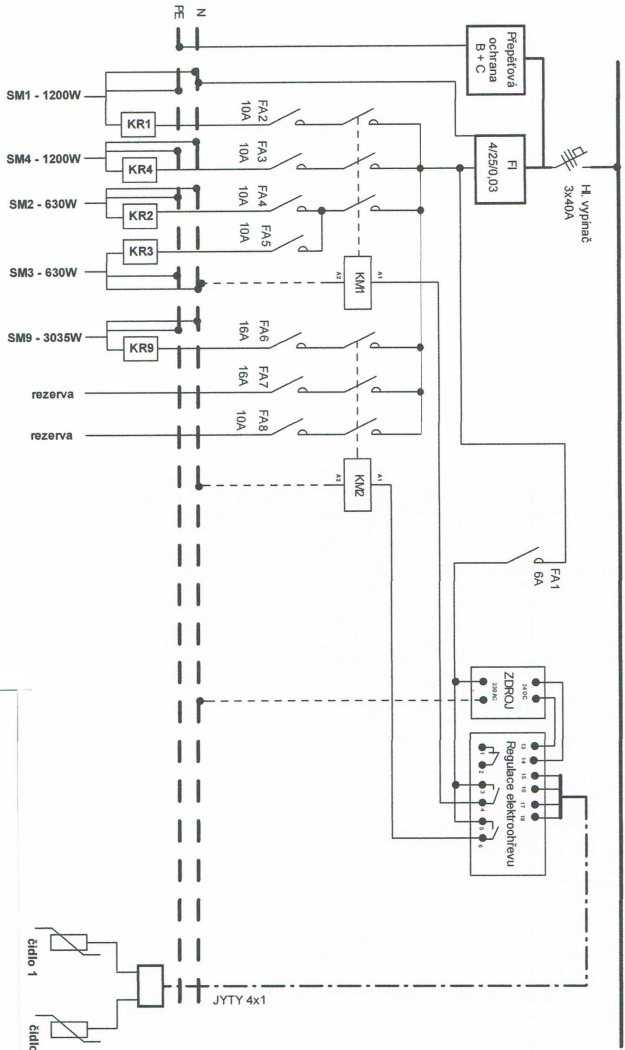 PE
N
Přepěťová
ochrana
B + C
FI
4/25/0,03
Hl. vypínač
3x40A
SM1 - 1200W
KR1
FA2
10A
SM4 - 1200W
KR4
FA3
10A
SM2 - 630W
KR2
FA4
10A
KR3
FA5
10A
SM3 - 630W
A2
KM1
A1
SM9 - 3035W
KR9
FA6
16A
rezerva
FA7
16A
rezerva
FA8
10A
A2
KM2
A1
FA1
6A
ZDROJ
24 DC
230 AC
Regulace elektroohřevu
13
14
15
16
17
18
1
2
3
4
5
6
JYTY 4x1
čidlo 1